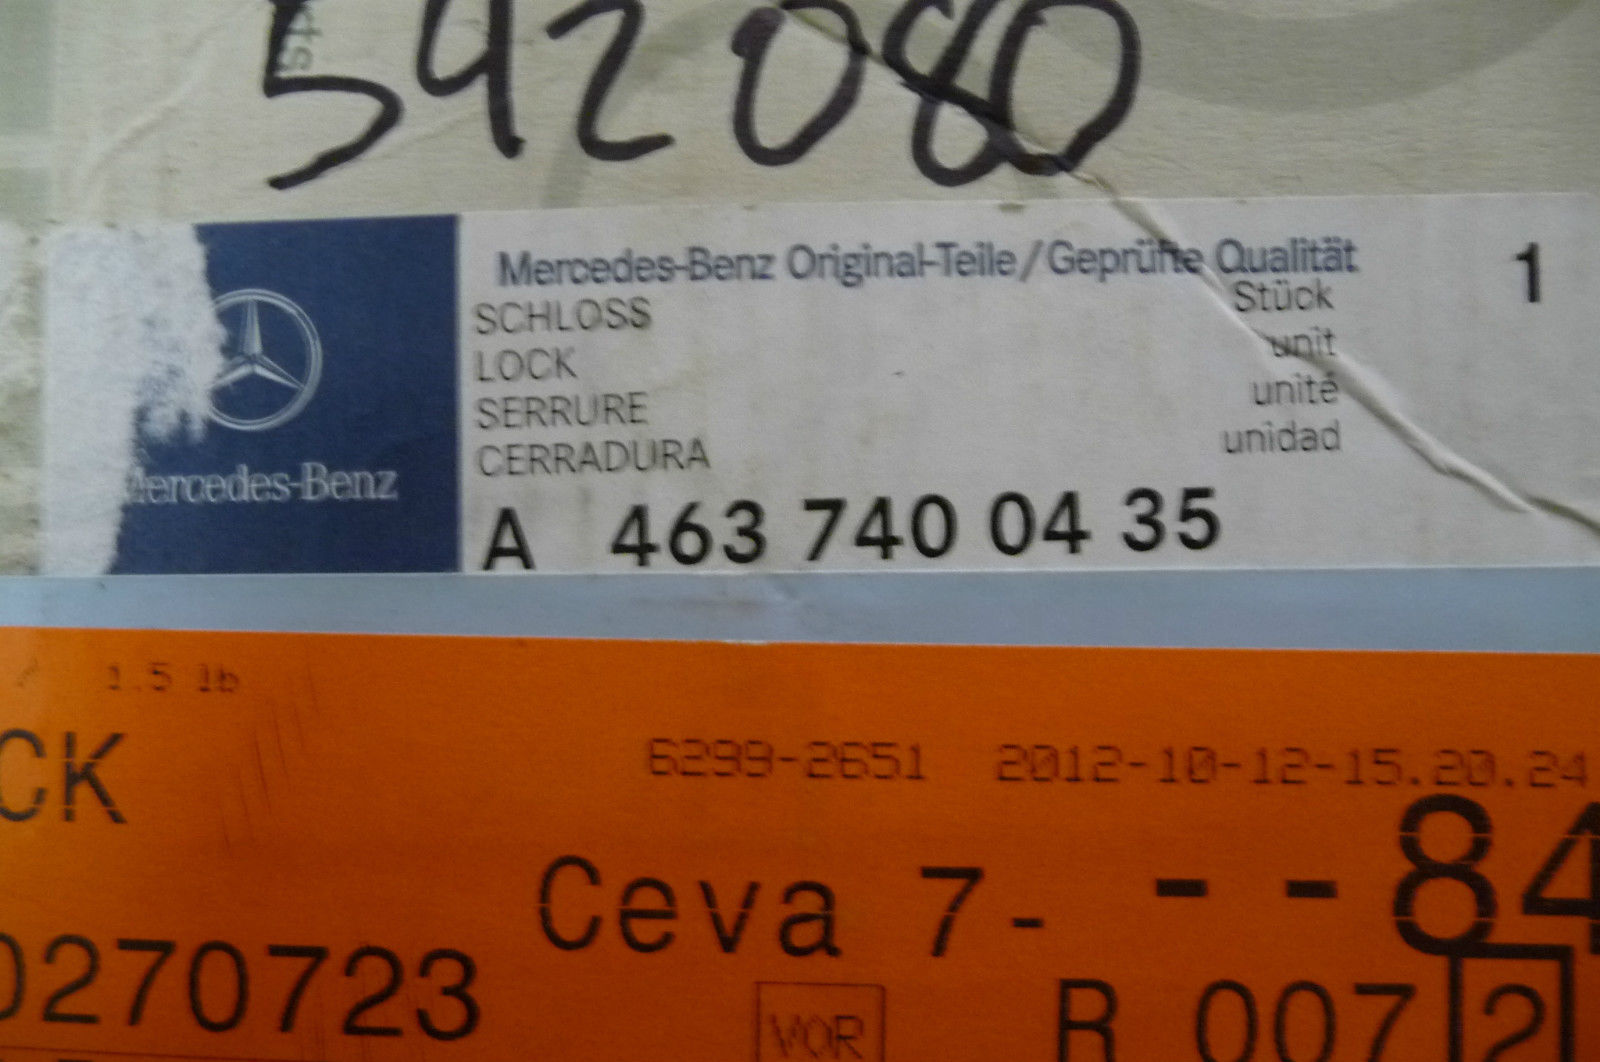 rts
542080
Mercedes-Benz Original-Teile/Geprüfte Qualität
SCHLOSS
LOCK
SERRURE
CERRADURA
Stück 1
unit
unité
unidad
Mercedes-Benz
A 463 740 04 35
1.5 lb
CK
6299-2651 2012-10-12-15.20.24
Ceva 7- - -84
0270723
VOR
R 007 2